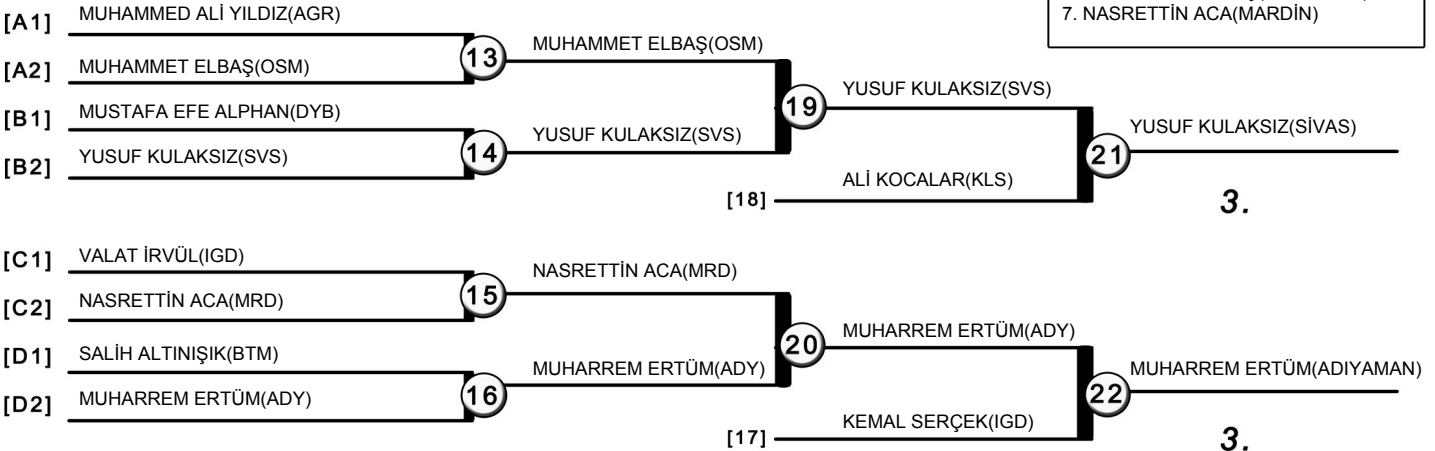 7. NASRETTİN ACA(MARDİN)
[A1] MUHAMMED ALİ YILDIZ(AGR)
13 MUHAMMET ELBAŞ(OSM)
[A2] MUHAMMET ELBAŞ(OSM)
19 YUSUF KULAKSIZ(SVS)
[B1] MUSTAFA EFE ALPHAN(DYB)
14 YUSUF KULAKSIZ(SVS)
21 YUSUF KULAKSIZ(SİVAS)
[B2] YUSUF KULAKSIZ(SVS)
[18] ALİ KOCALAR(KLS)
3.
[C1] VALAT İRVÜL(IGD)
15 NASRETTİN ACA(MRD)
[C2] NASRETTİN ACA(MRD)
20 MUHARREM ERTÜM(ADY)
[D1] SALİH ALTINIŞIK(BTM)
16 MUHARREM ERTÜM(ADY)
22 MUHARREM ERTÜM(ADIYAMAN)
[D2] MUHARREM ERTÜM(ADY)
[17] KEMAL SERÇEK(IGD)
3.